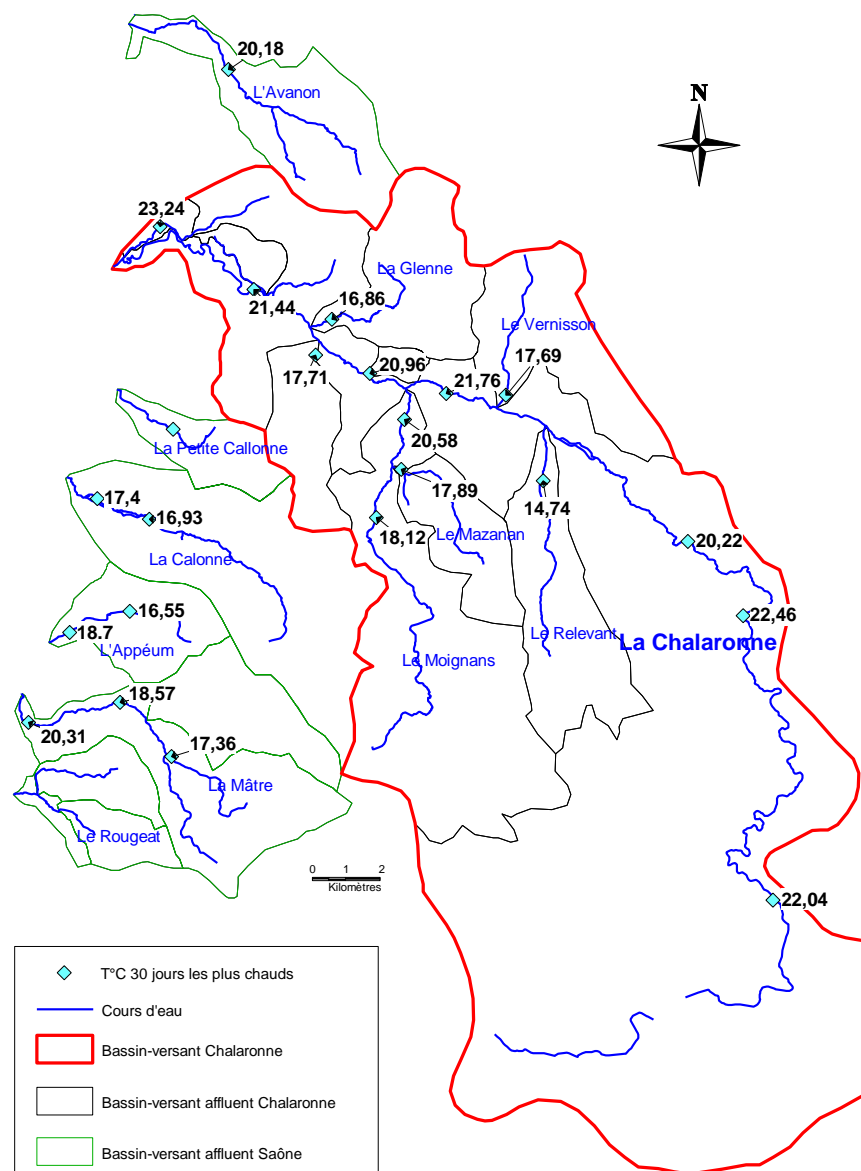 20,18
L'Avanon
N
23,24
La Glenne
21,44
16,86
Le Vernisson
17,71
20,96
17,69
21,76
La Petite Callonne
20,58
17,89
14,74
17,4
16,93
18,12
Le Mazanan
20,22
La Calonne
16,55
22,46
18.7
L'Appéum
Le Relevant
La Chalaronne
Le Moignans
18,57
20,31
17,36
La Mâtre
Le Rougeat
0 1 2
Kilomètres
22,04
T°C 30 jours les plus chauds
Cours d'eau
Bassin-versant Chalaronne
Bassin-versant affluent Chalaronne
Bassin-versant affluent Saône